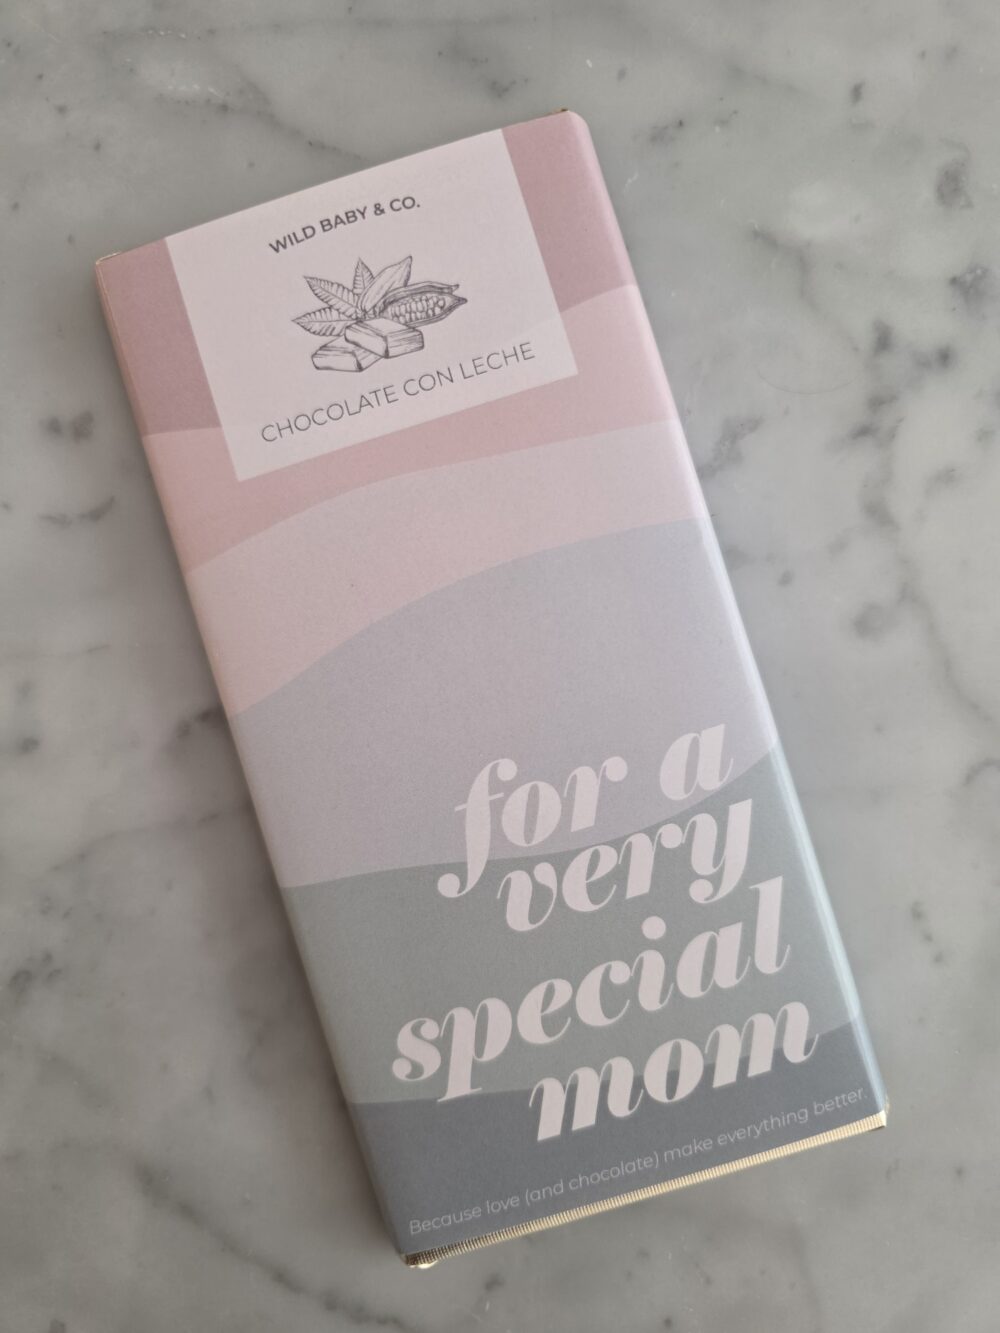 WILD BABY & CO.
CHOCOLATE CON LECHE
for a
very
special
mom
Because love (and chocolate) make everything better.